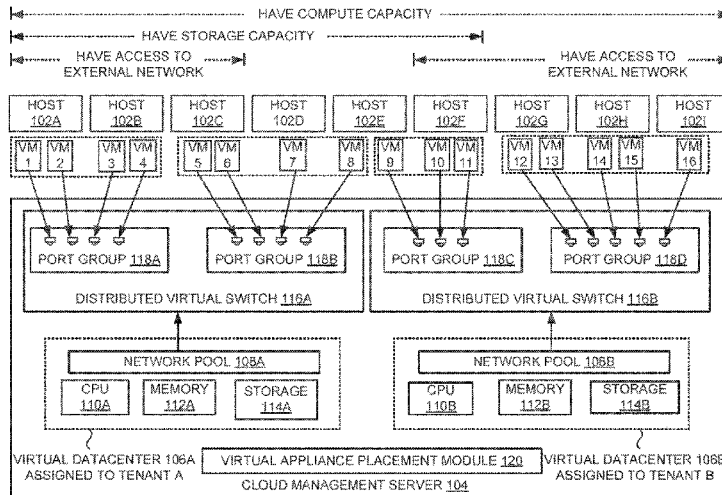 HAVE COMPUTE CAPACITY
HAVE STORAGE CAPACITY
HAVE ACCESS TO EXTERNAL NETWORK
HAVE ACCESS TO EXTERNAL NETWORK
HOST 102A
HOST 102B
HOST 102C
HOST 102D
HOST 102E
HOST 102F
HOST 102G
HOST 102H
HOST 102I
VM 1
VM 2
VM 3
VM 4
VM 5
VM 6
VM 7
VM 8
VM 9
VM 10
VM 11
VM 12
VM 13
VM 14
VM 15
VM 16
PORT GROUP 118A
PORT GROUP 118B
PORT GROUP 118C
PORT GROUP 118D
DISTRIBUTED VIRTUAL SWITCH 116A
DISTRIBUTED VIRTUAL SWITCH 116B
NETWORK POOL 108A
NETWORK POOL 106B
CPU 110A
MEMORY 112A
STORAGE 114A
CPU 110B
MEMORY 112B
STORAGE 114B
VIRTUAL DATACENTER 106A
ASSIGNED TO TENANT A
VIRTUAL APPLIANCE PLACEMENT MODULE 120
CLOUD MANAGEMENT SERVER 104
VIRTUAL DATACENTER 106B
ASSIGNED TO TENANT B